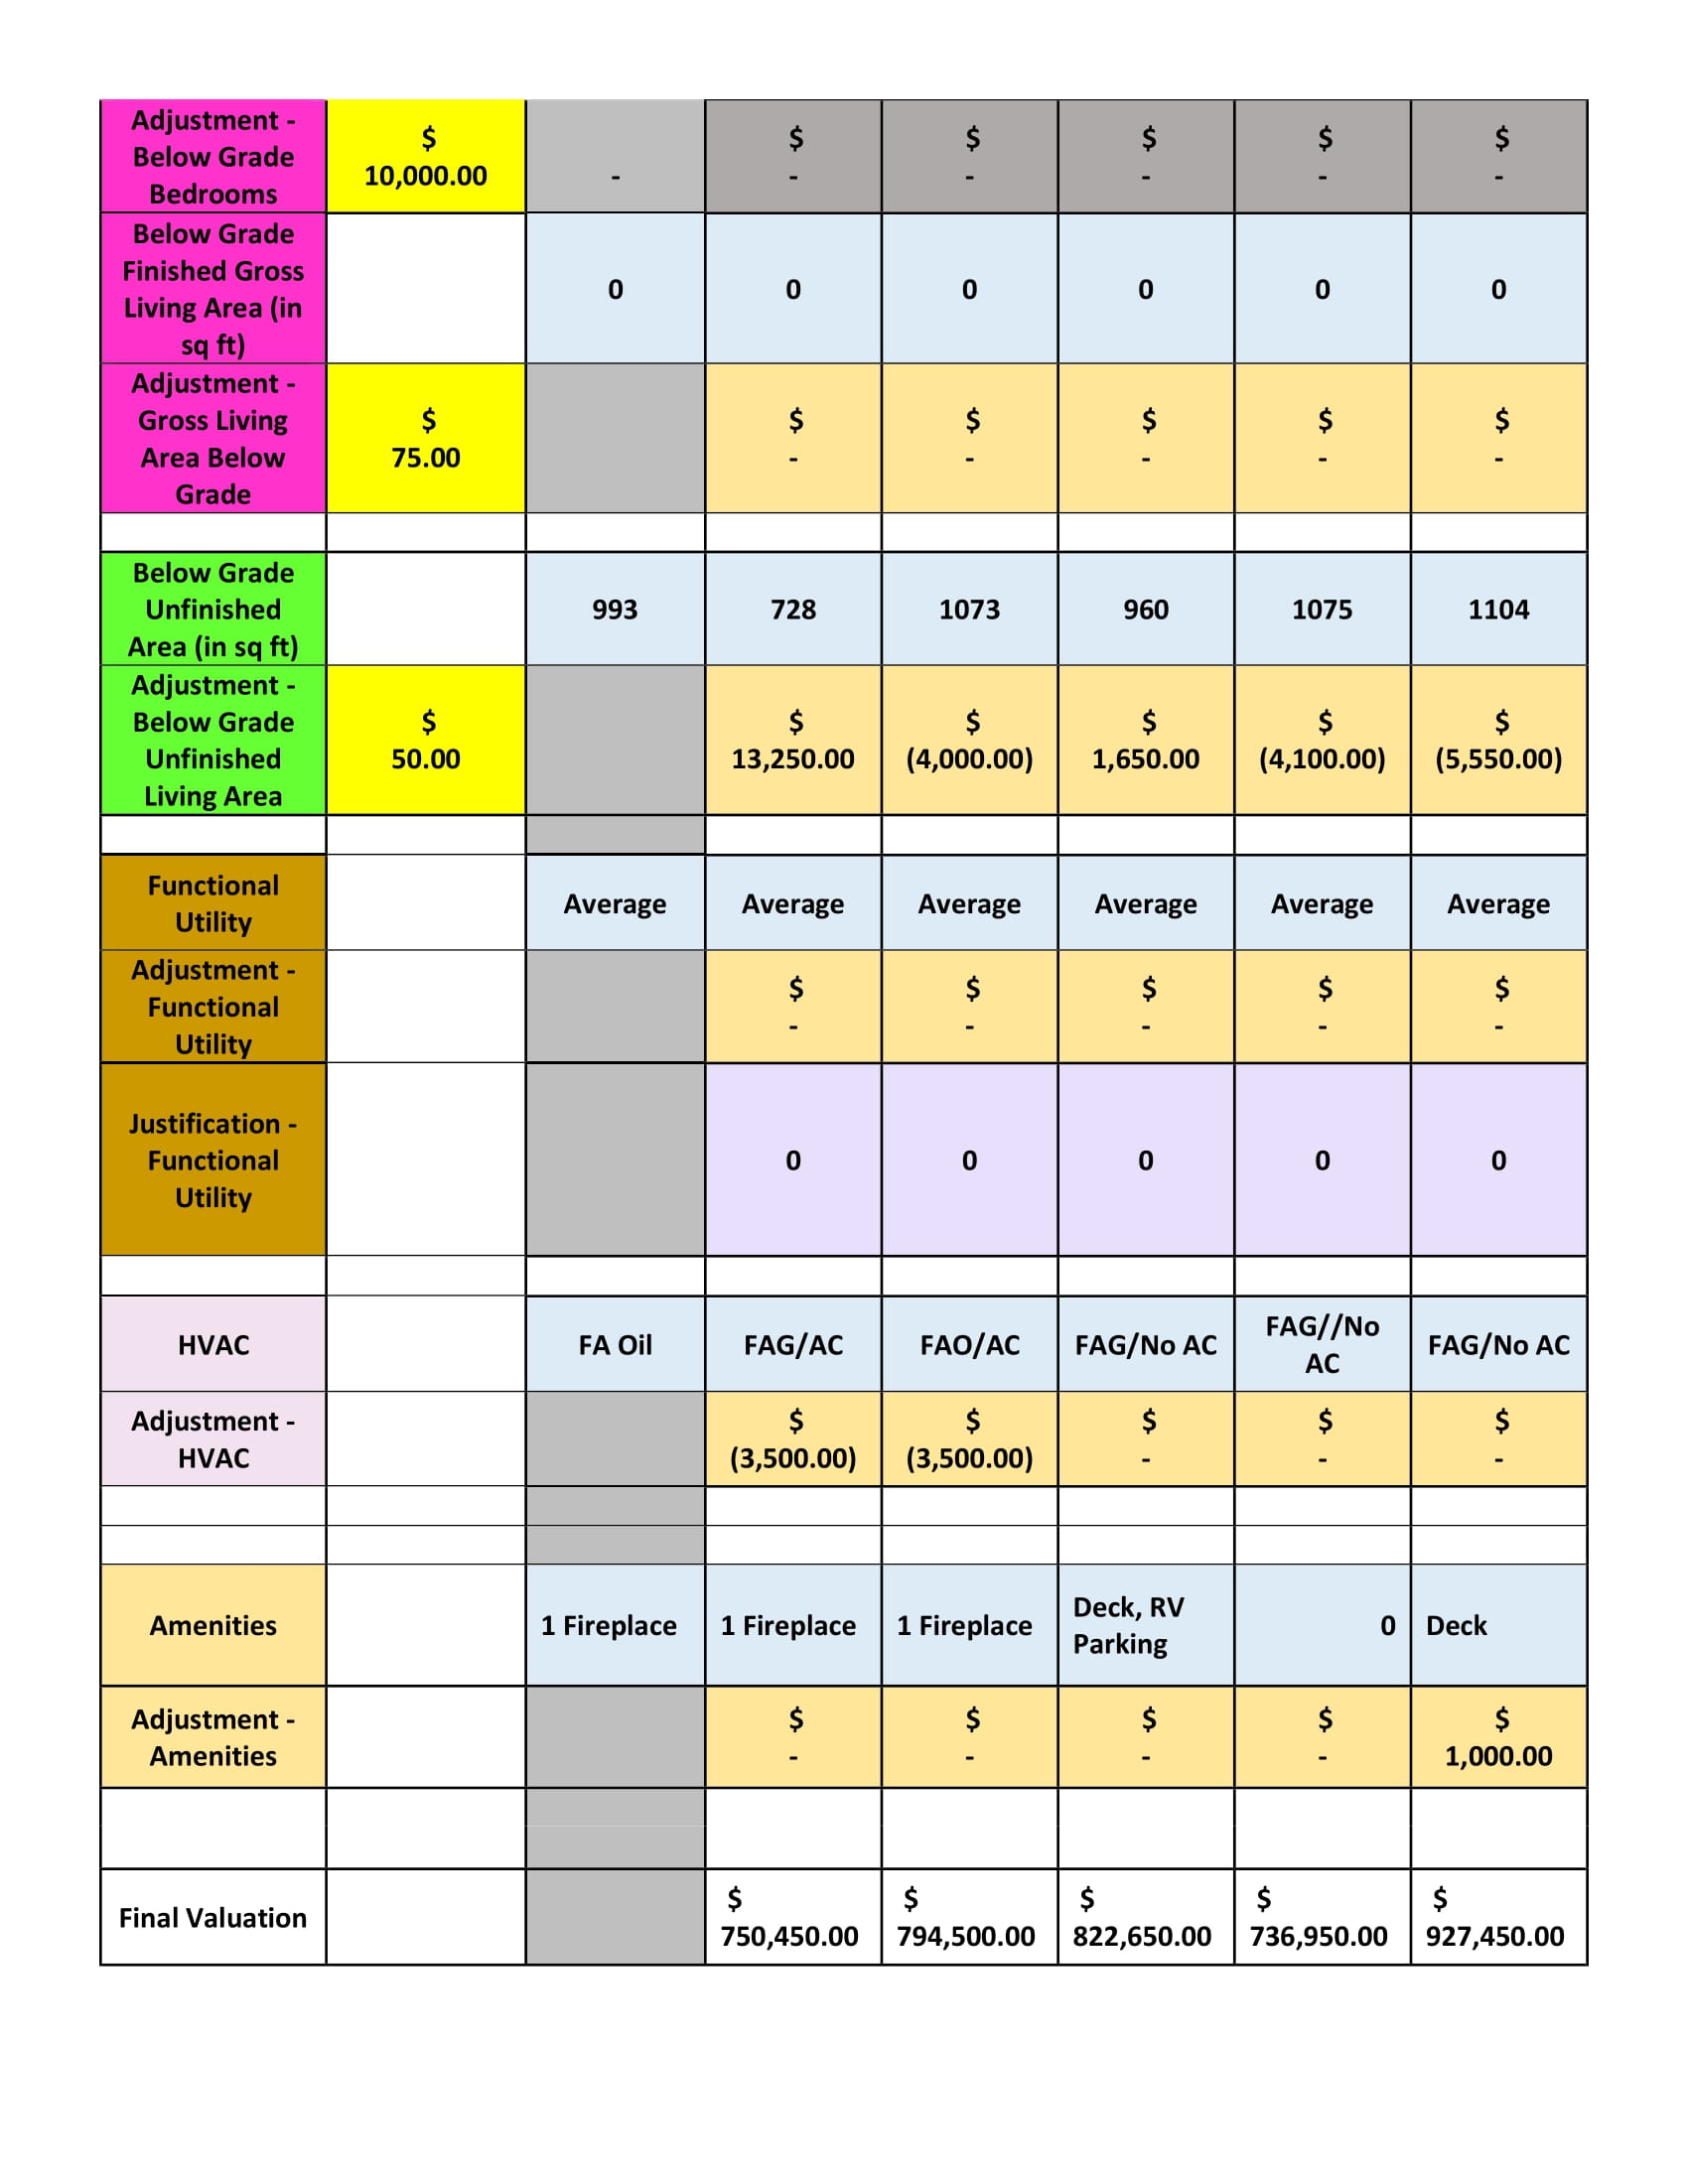 Adjustment -
Below Grade
Bedrooms
$
10,000.00
-
$
-
$
-
$
-
$
-
$
-
Below Grade
Finished Gross
Living Area (in
sq ft)
0
0
0
0
0
0
Adjustment -
Gross Living
Area Below
Grade
$
75.00
$
-
$
-
$
-
$
-
$
-
Below Grade
Unfinished
Area (in sq ft)
993
728
1073
960
1075
1104
Adjustment -
Below Grade
Unfinished
Living Area
$
50.00
$
13,250.00
$
(4,000.00)
$
1,650.00
$
(4,100.00)
$
(5,550.00)
Functional
Utility
Average
Average
Average
Average
Average
Average
Adjustment -
Functional
Utility
$
-
$
-
$
-
$
-
$
-
Justification -
Functional
Utility
0
0
0
0
0
HVAC
FA Oil
FAG/AC
FAO/AC
FAG/No AC
FAG//No
AC
FAG/No AC
Adjustment -
HVAC
$
(3,500.00)
$
(3,500.00)
$
-
$
-
$
-
Amenities
1 Fireplace
1 Fireplace
1 Fireplace
Deck, RV
Parking
0
Deck
Adjustment -
Amenities
$
-
$
-
$
-
$
-
$
1,000.00
Final Valuation
$
750,450.00
$
794,500.00
$
822,650.00
$
736,950.00
$
927,450.00